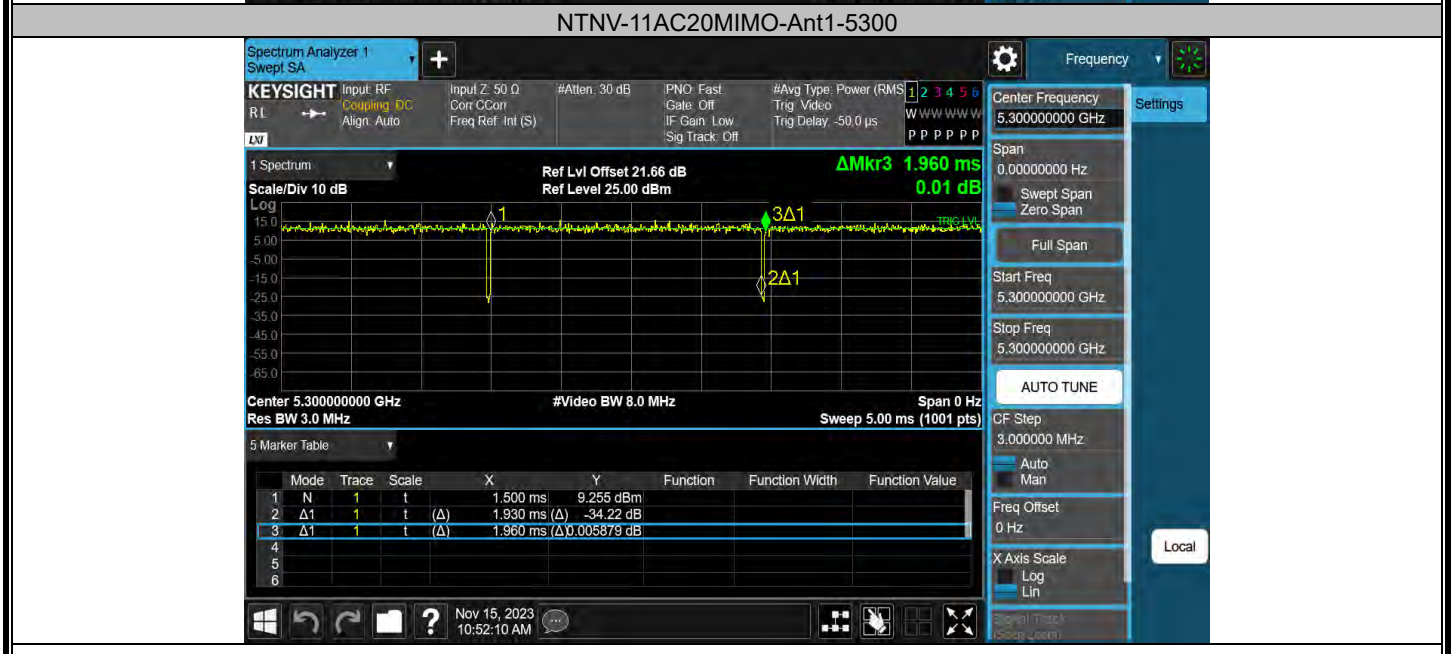 NTNV-11AC20MIMO-Ant1-5300
Spectrum Analyzer 1
Swept SA
Frequency
KEYSIGHT
RL
LXI
Input: RF
Coupling: DC
Align: Auto
Input Z: 50 Ω
Corr CCorr
Freq Ref: Int (S)
#Atten: 30 dB
PNO: Fast
Gate: Off
IF Gain: Low
Sig Track: Off
#Avg Type: Power (RMS
Trig: Video
Trig Delay: -50.0 µs
1 2 3 4 5 6
W W W W W W
P P P P P P
1 Spectrum
Scale/Div 10 dB
Log
Ref Lvl Offset 21.66 dB
Ref Level 25.00 dBm
ΔMkr3 1.960 ms
0.01 dB
15.0
5.00
-5.00
-15.0
-25.0
-35.0
-45.0
-55.0
-65.0
1
3Δ1
2Δ1
TRIG LVL
Center 5.300000000 GHz
Res BW 3.0 MHz
#Video BW 8.0 MHz
Span 0 Hz
Sweep 5.00 ms (1001 pts)
5 Marker Table
Mode Trace Scale X Y Function Function Width Function Value
1 N 1 t 1.500 ms 9.255 dBm
2 Δ1 1 t (Δ) 1.930 ms (Δ) -34.22 dB
3 Δ1 1 t (Δ) 1.960 ms (Δ) 0.005879 dB
4
5
6
?
Nov 15, 2023
10:52:10 AM
Center Frequency
5.300000000 GHz
Settings
Span
0.00000000 Hz
Swept Span
Zero Span
Full Span
Start Freq
5.300000000 GHz
Stop Freq
5.300000000 GHz
AUTO TUNE
CF Step
3.000000 MHz
Auto
Man
Freq Offset
0 Hz
X Axis Scale
Log
Lin
Local